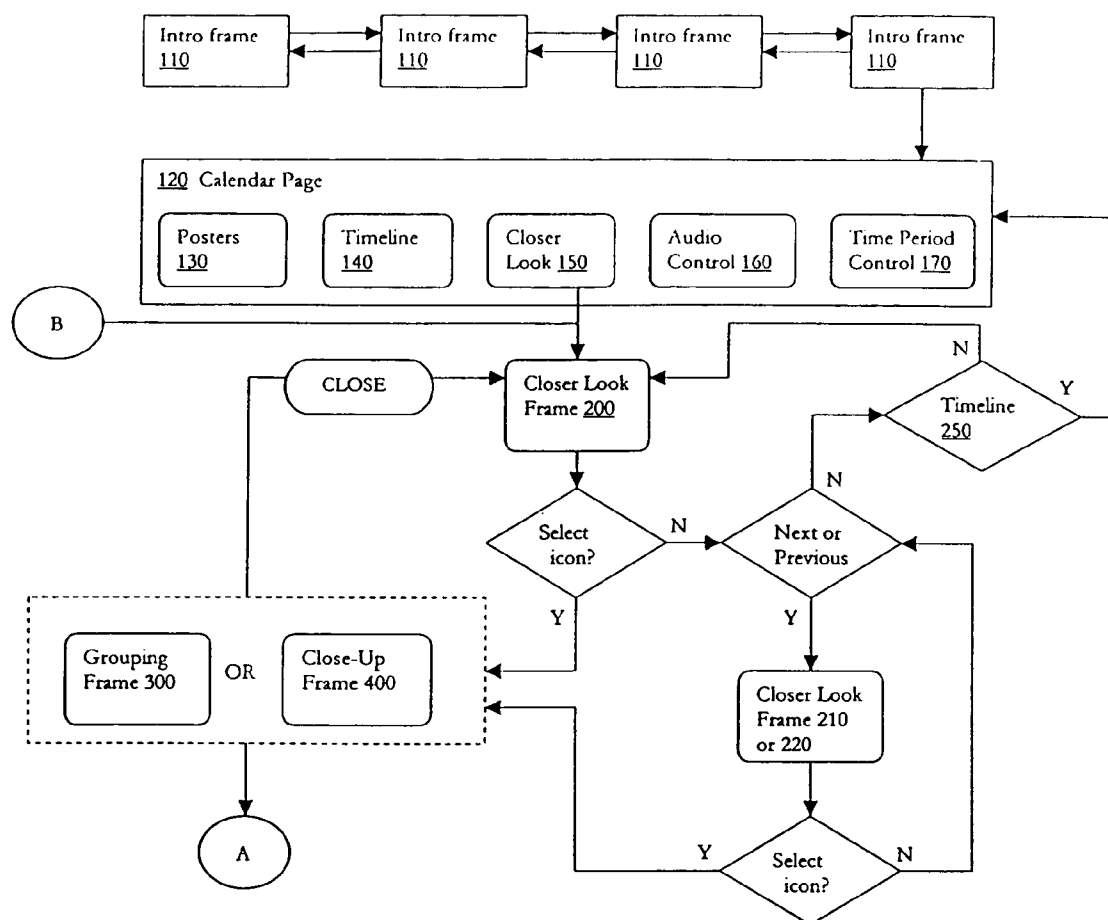 Intro frame
110
Intro frame
110
Intro frame
110
Intro frame
110
120 Calendar Page
Posters
130
Timeline
140
Closer
Look 150
Audio
Control 160
Time Period
Control 170
B
CLOSE
Closer Look
Frame 200
N
Y
Timeline
250
N
Select
icon?
N
Next or
Previous
Y
Y
Grouping
Frame 300
OR
Close-Up
Frame 400
Closer Look
Frame 210
or 220
A
Y
Select
icon?
N